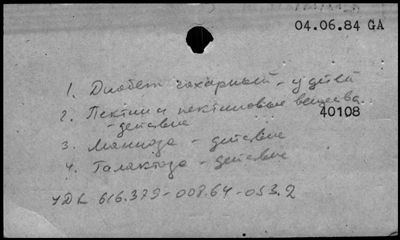 04.06.84 GA
1. Диабет сахарный - у детей
2. Пектин и пектиновые вещества
- действие
40108
3. Манноза - действие
4. Галактоза - действие
УДК 616.379-008.64-053.2